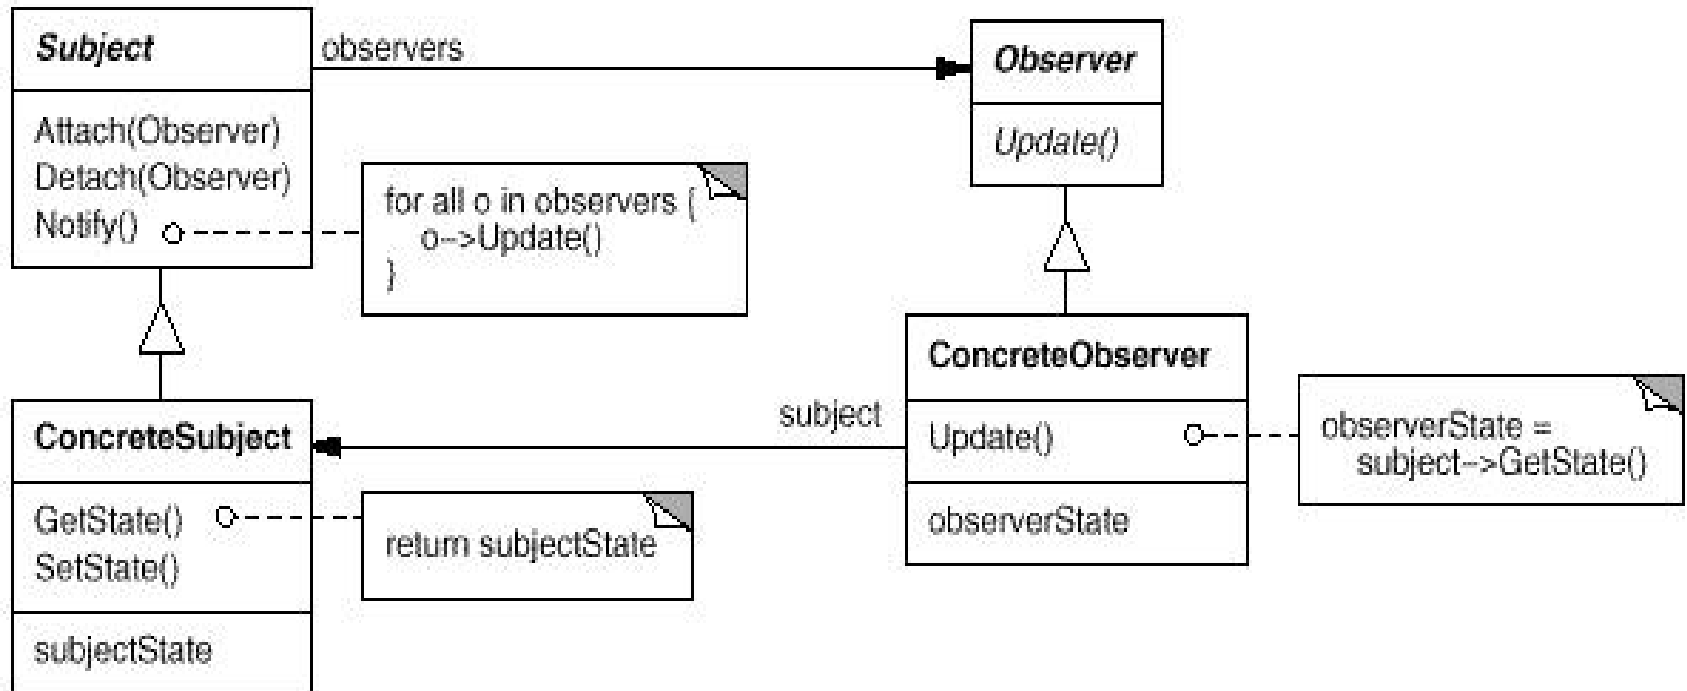 Subject
observers
Observer
Attach(Observer)
Detach(Observer)
Notify()
Update()
for all o in observers {
o->Update()
}
ConcreteObserver
Update()
observerState
observerState =
subject->GetState()
subject
ConcreteSubject
GetState()
SetState()
subjectState
return subjectState